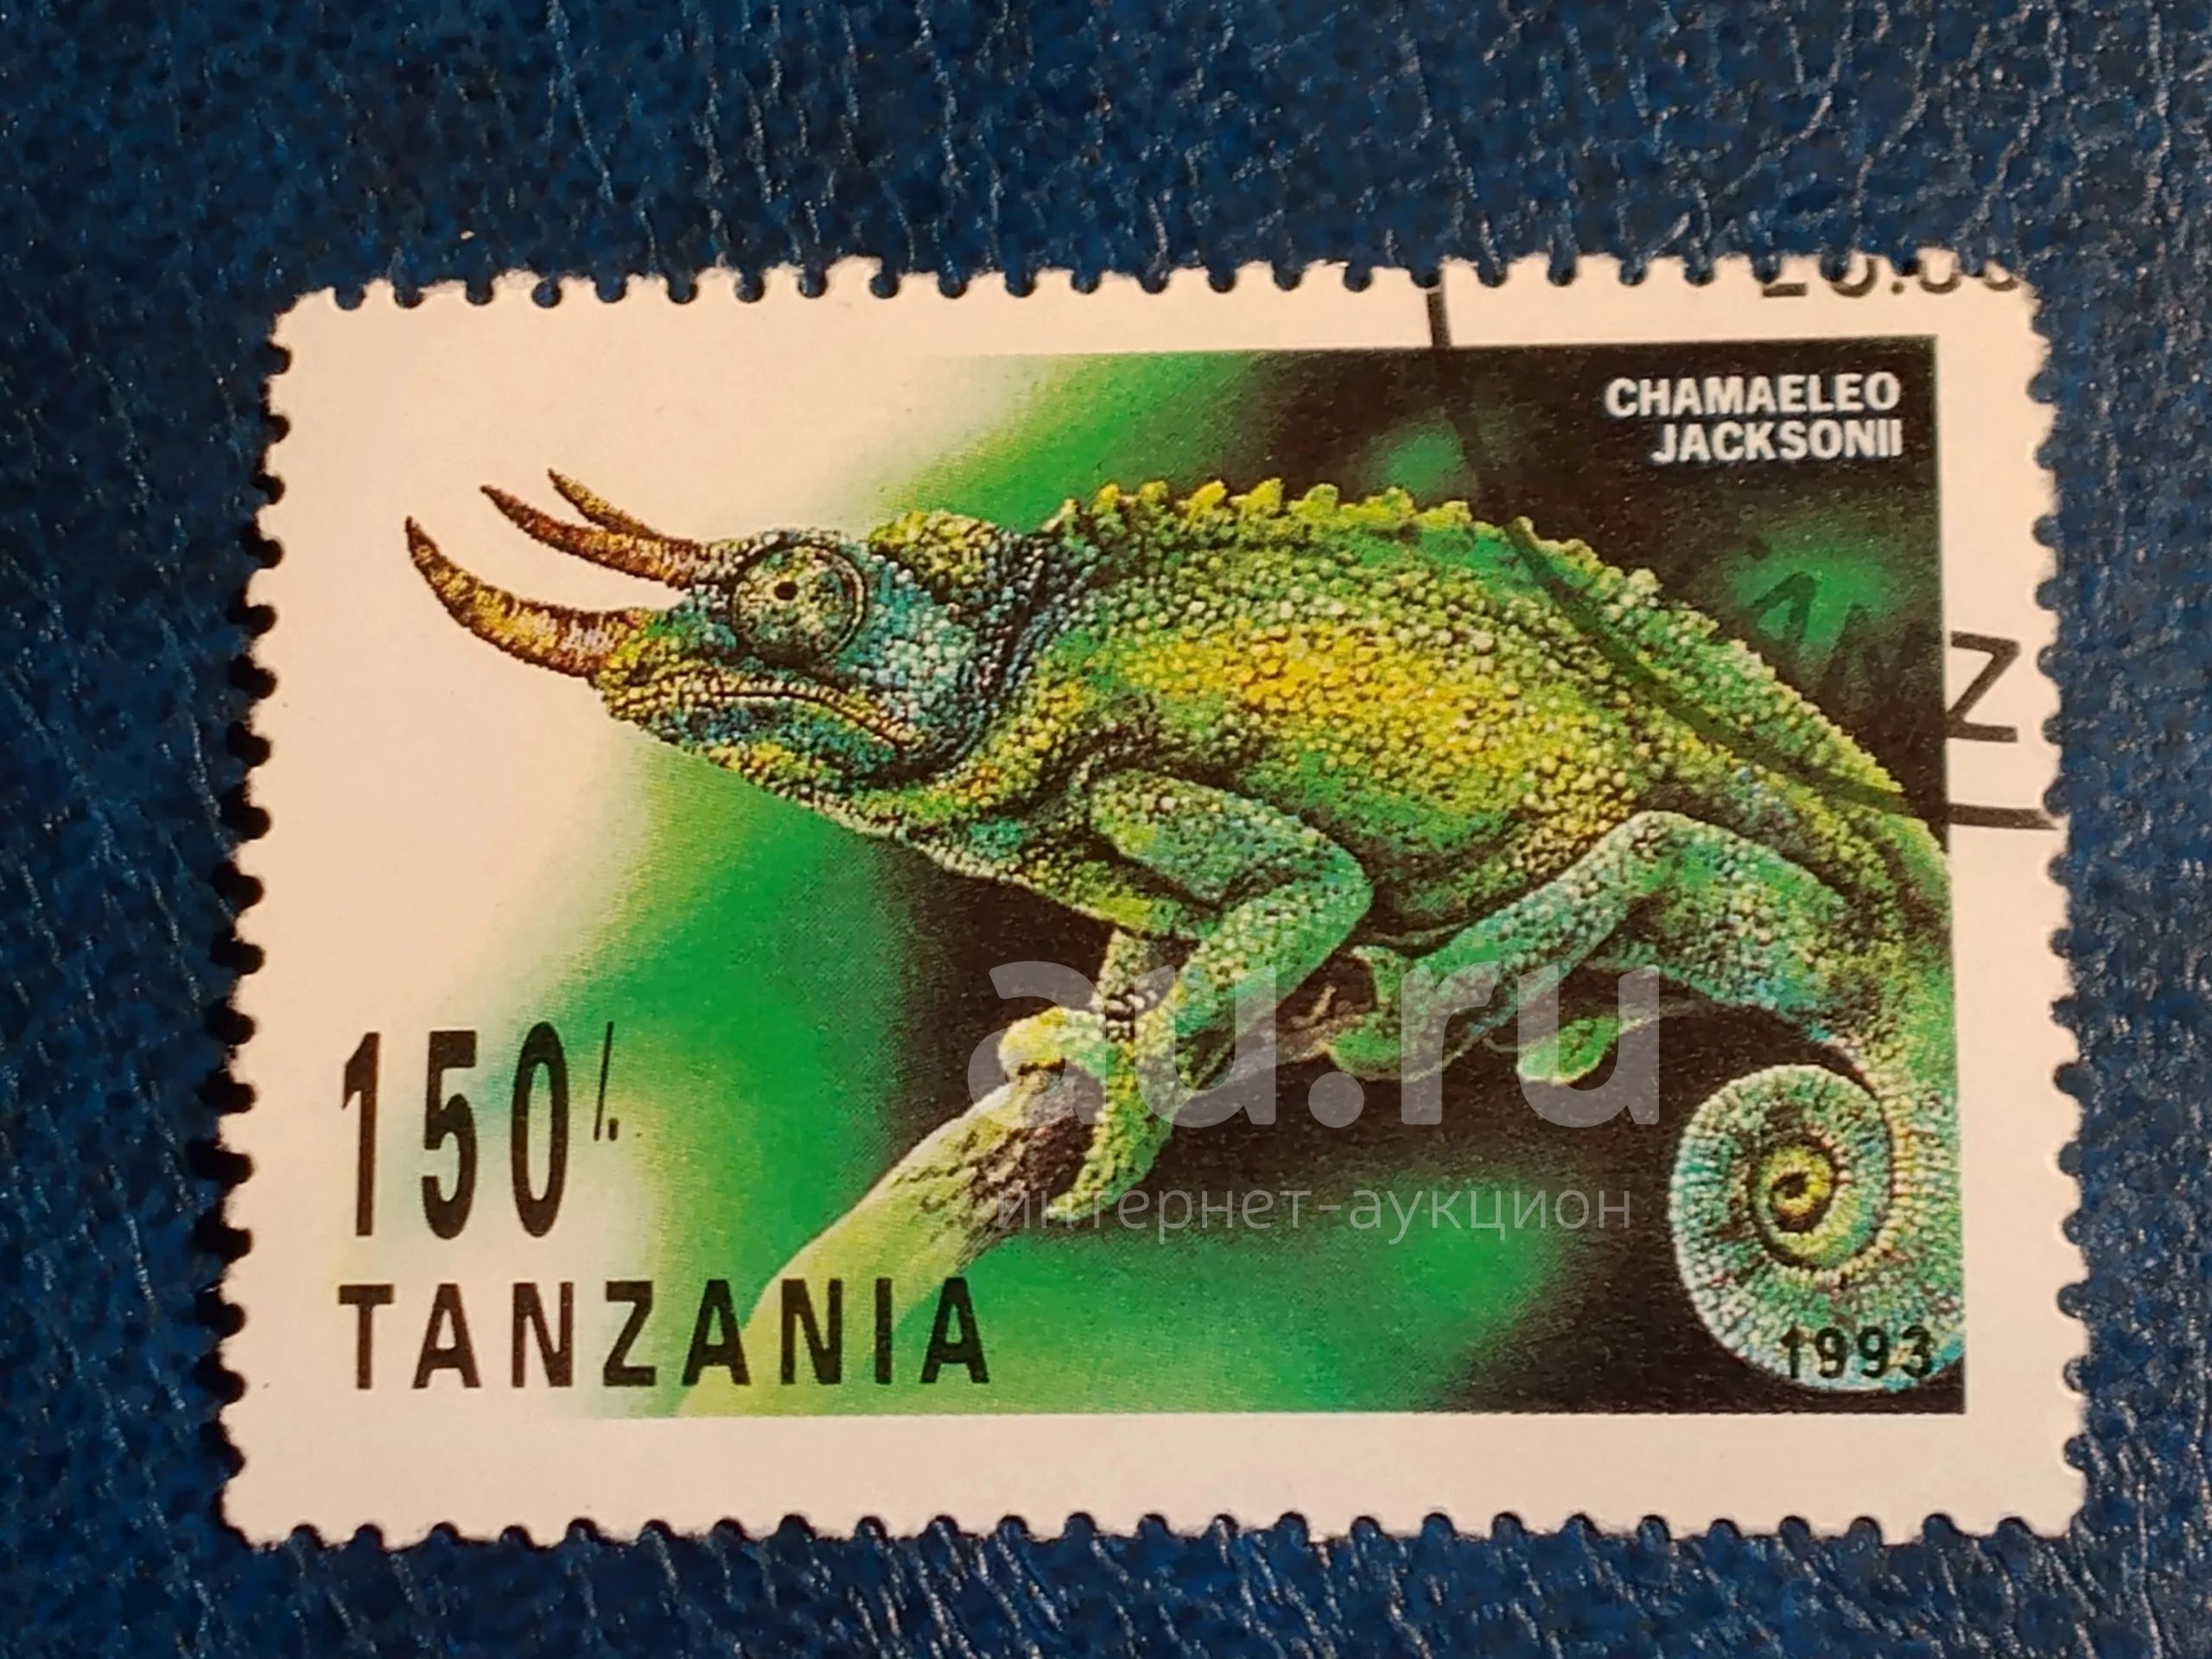 CHAMAELEO
JACKSONII
150/.
TANZANIA
1993
au.ru
интернет-аукцион